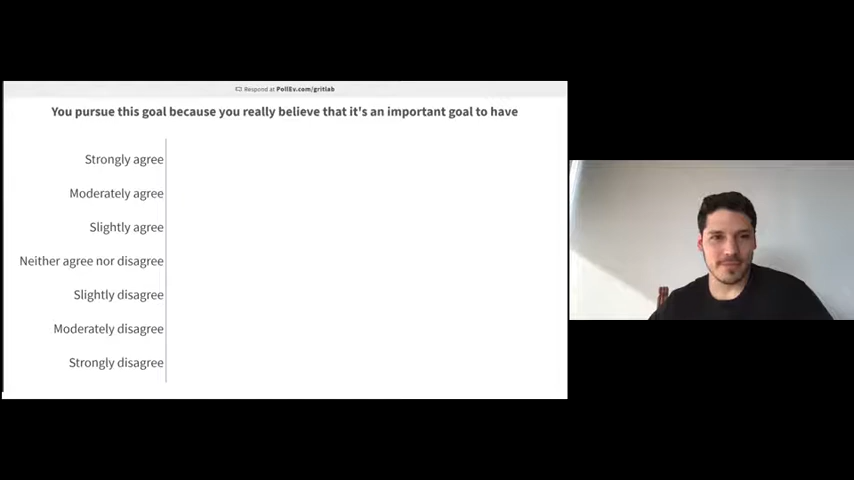 Respond at PollEv.com/gritlab
You pursue this goal because you really believe that it's an important goal to have
Strongly agree
Moderately agree
Slightly agree
Neither agree nor disagree
Slightly disagree
Moderately disagree
Strongly disagree